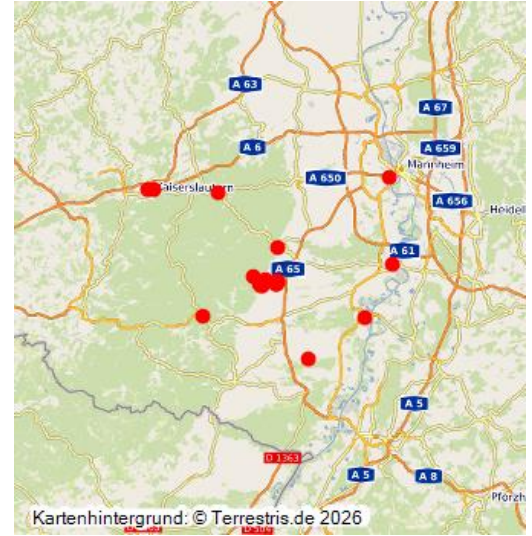 A 63
A 67
A 6
A 659
Mannheim
A 650
Kaiserslautern
A 656
Heidel
A 61
A 65
A 5
D 1363
A 5
A 8
Pforzh
Kartenhintergrund: © Terrestris.de 2026